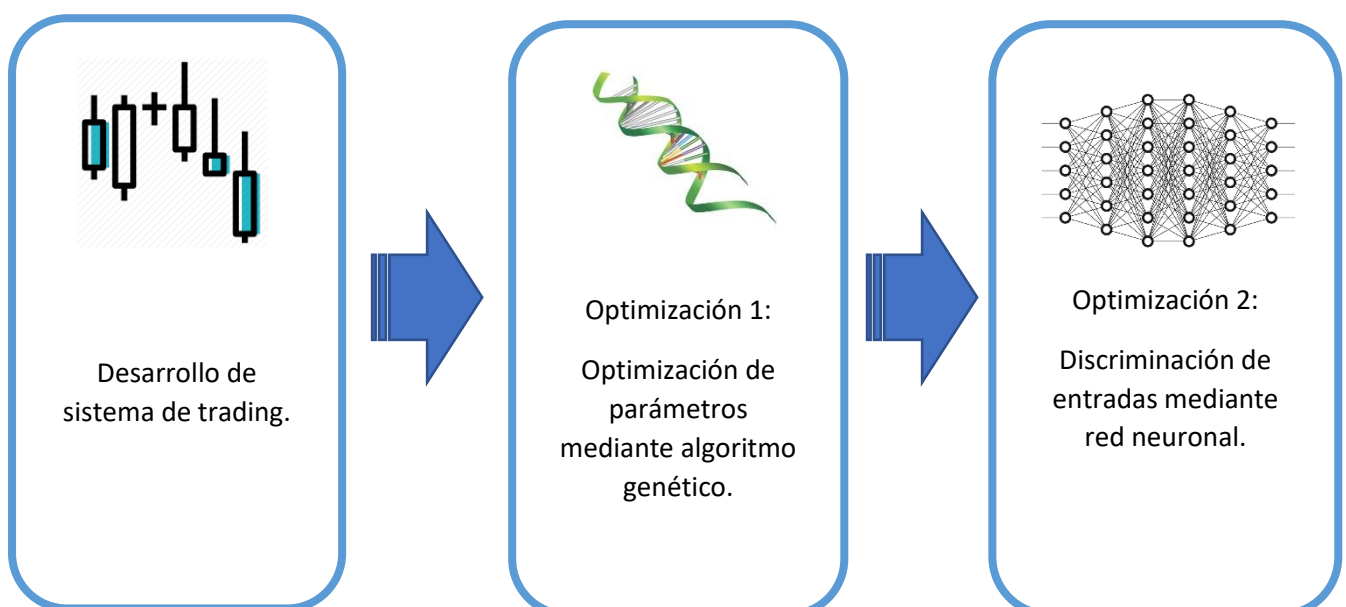 Desarrollo de
sistema de trading.
Optimización 1:
Optimización de
parámetros
mediante algoritmo
genético.
Optimización 2:
Discriminación de
entradas mediante
red neuronal.